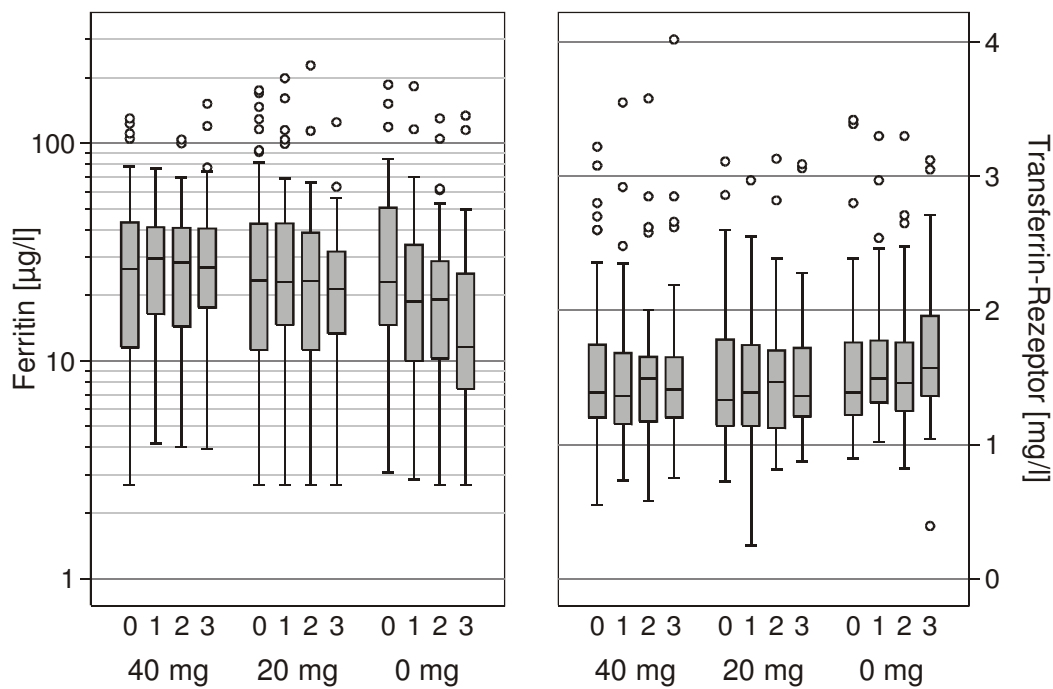 Ferritin [µg/l]
100
10
1
0 1 2 3 0 1 2 3 0 1 2 3
40 mg 20 mg 0 mg
4
3
2
1
0
Transferrin-Rezeptor [mg/l]
0 1 2 3 0 1 2 3 0 1 2 3
40 mg 20 mg 0 mg